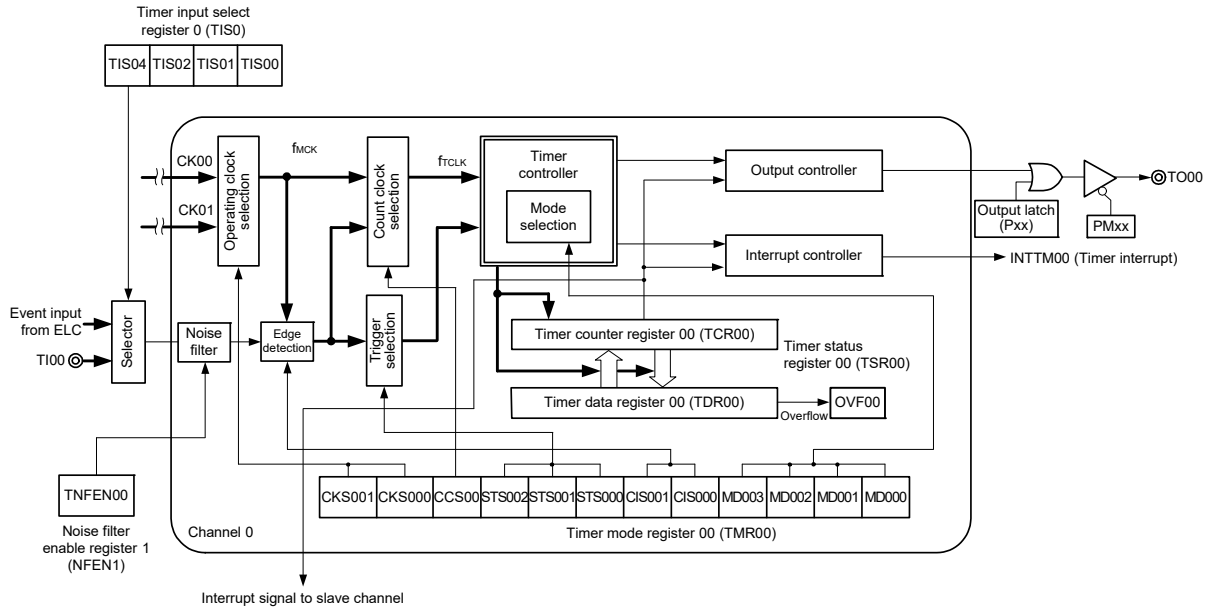 Timer input select
register 0 (TIS0)
TIS04 TIS02 TIS01 TIS00
CK00
CK01
Operating clock
selection
fMCK
Count clock
selection
fTCLK
Timer
controller
Mode
selection
Output controller
Output latch
(Pxx)
PMxx
TO00
Interrupt controller
INTTM00 (Timer interrupt)
Event input
from ELC
TI00
Selector
Noise
filter
Edge
detection
Trigger
selection
Timer counter register 00 (TCR00)
Timer status
register 00 (TSR00)
Timer data register 00 (TDR00)
Overflow
OVF00
TNFEN00
Noise filter
enable register 1
(NFEN1)
CKS001 CKS000 CCS00 STS002 STS001 STS000 CIS001 CIS000 MD003 MD002 MD001 MD000
Channel 0
Timer mode register 00 (TMR00)
Interrupt signal to slave channel